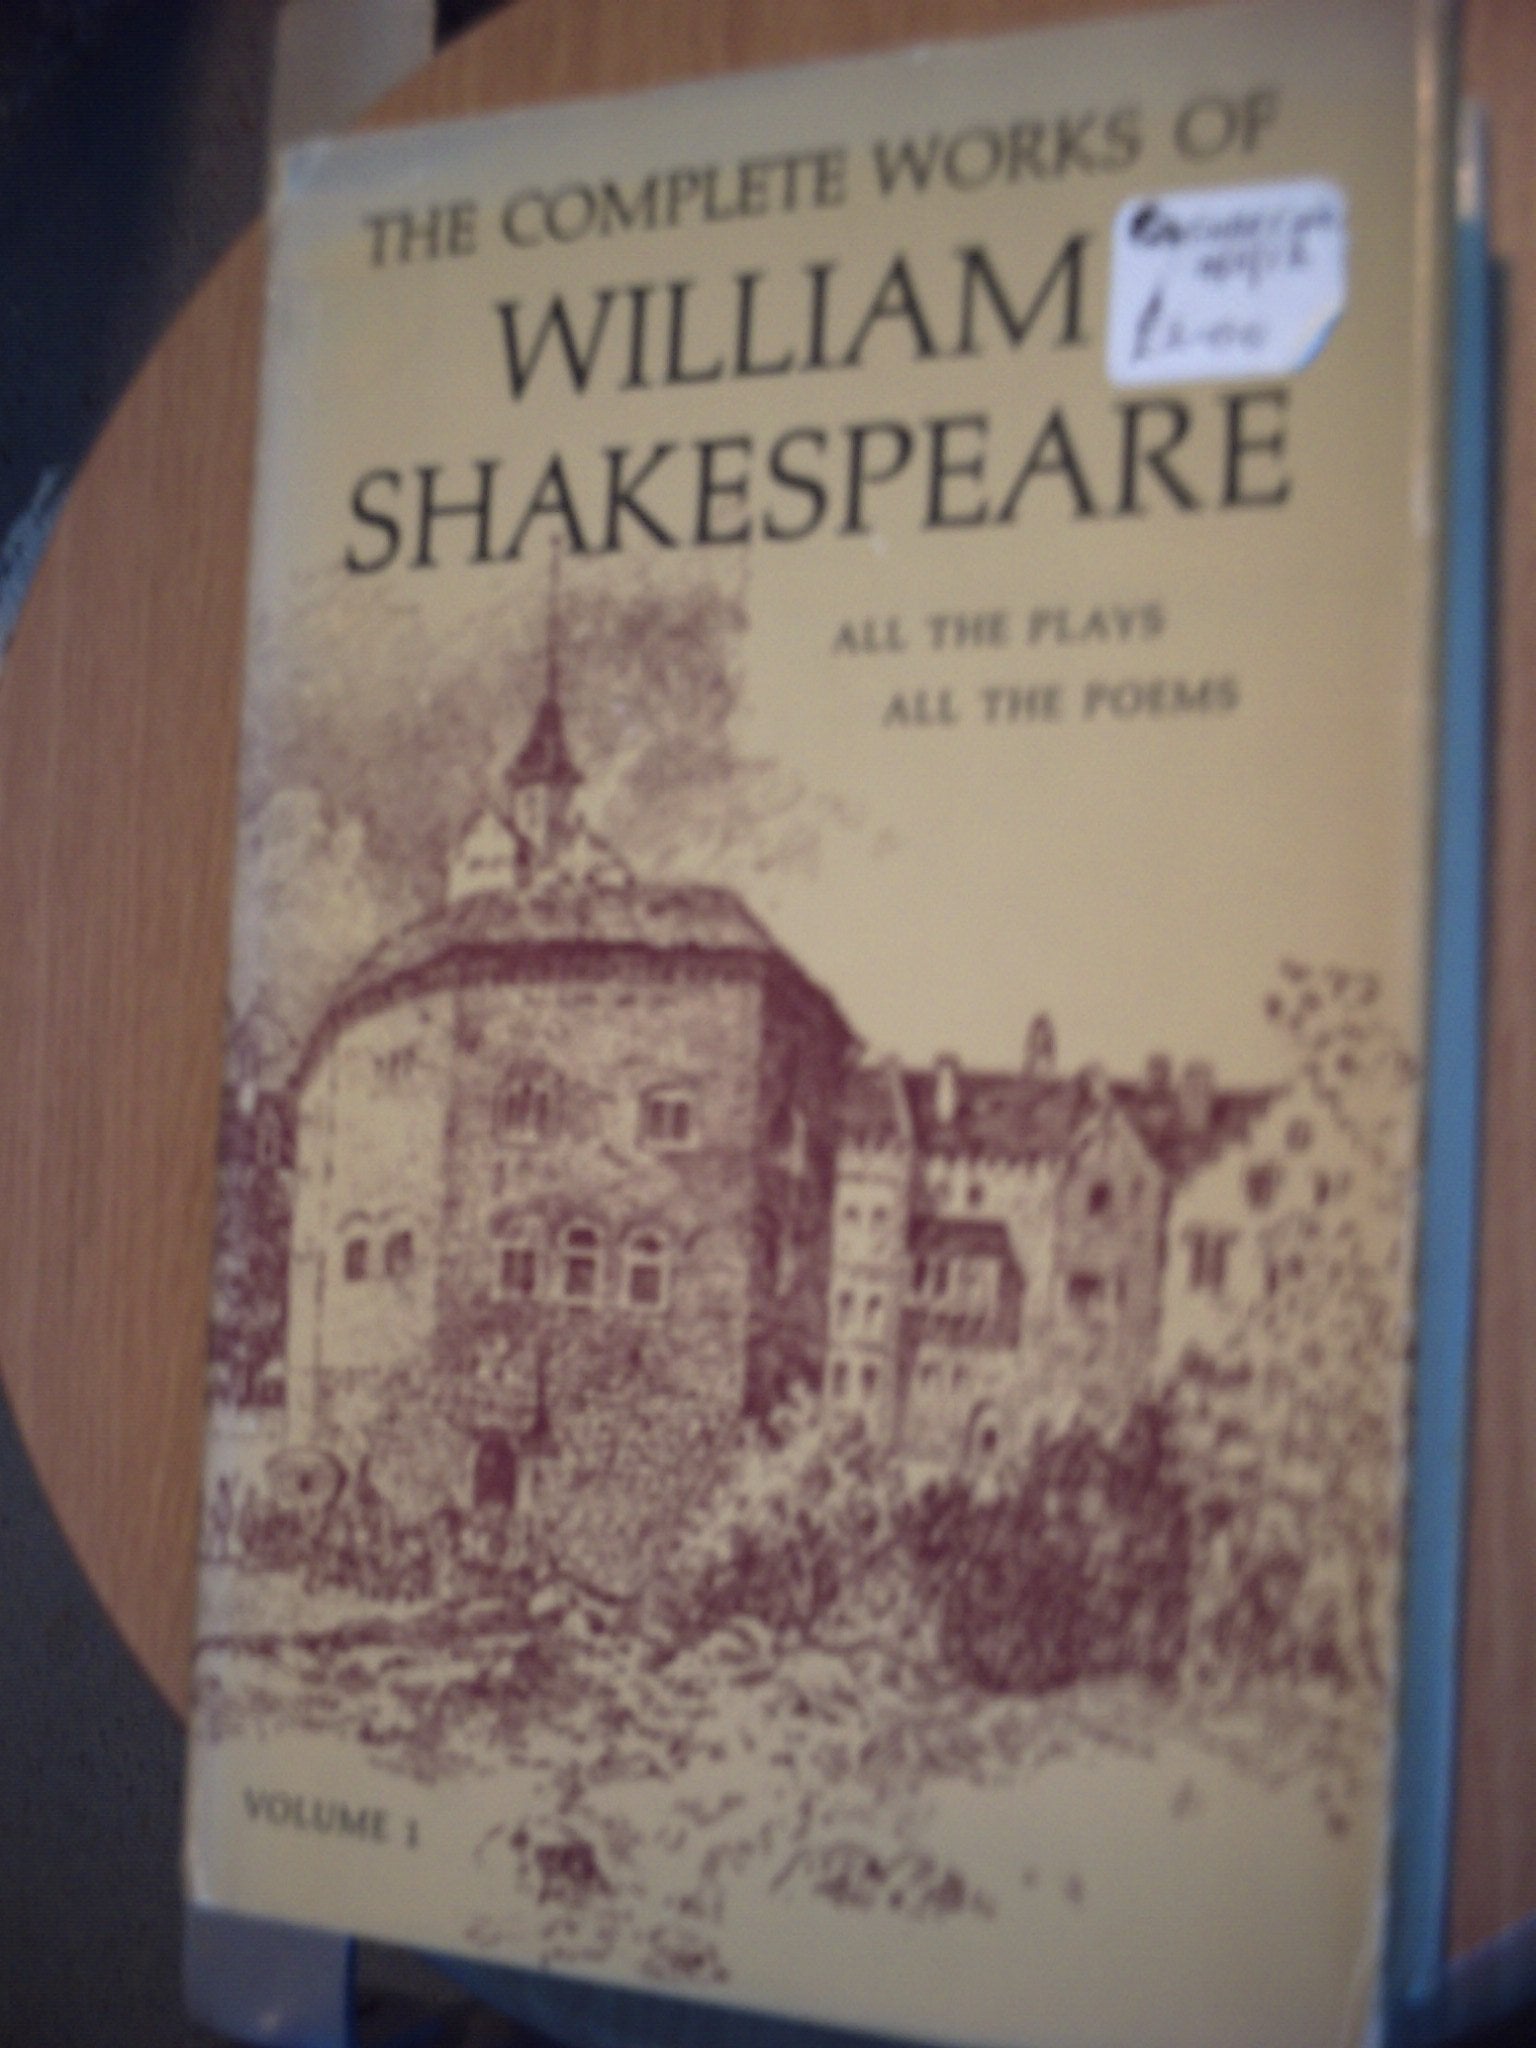 THE COMPLETE WORKS OF
WILLIAM
SHAKESPEARE
ALL THE PLAYS
ALL THE POEMS
VOLUME 1